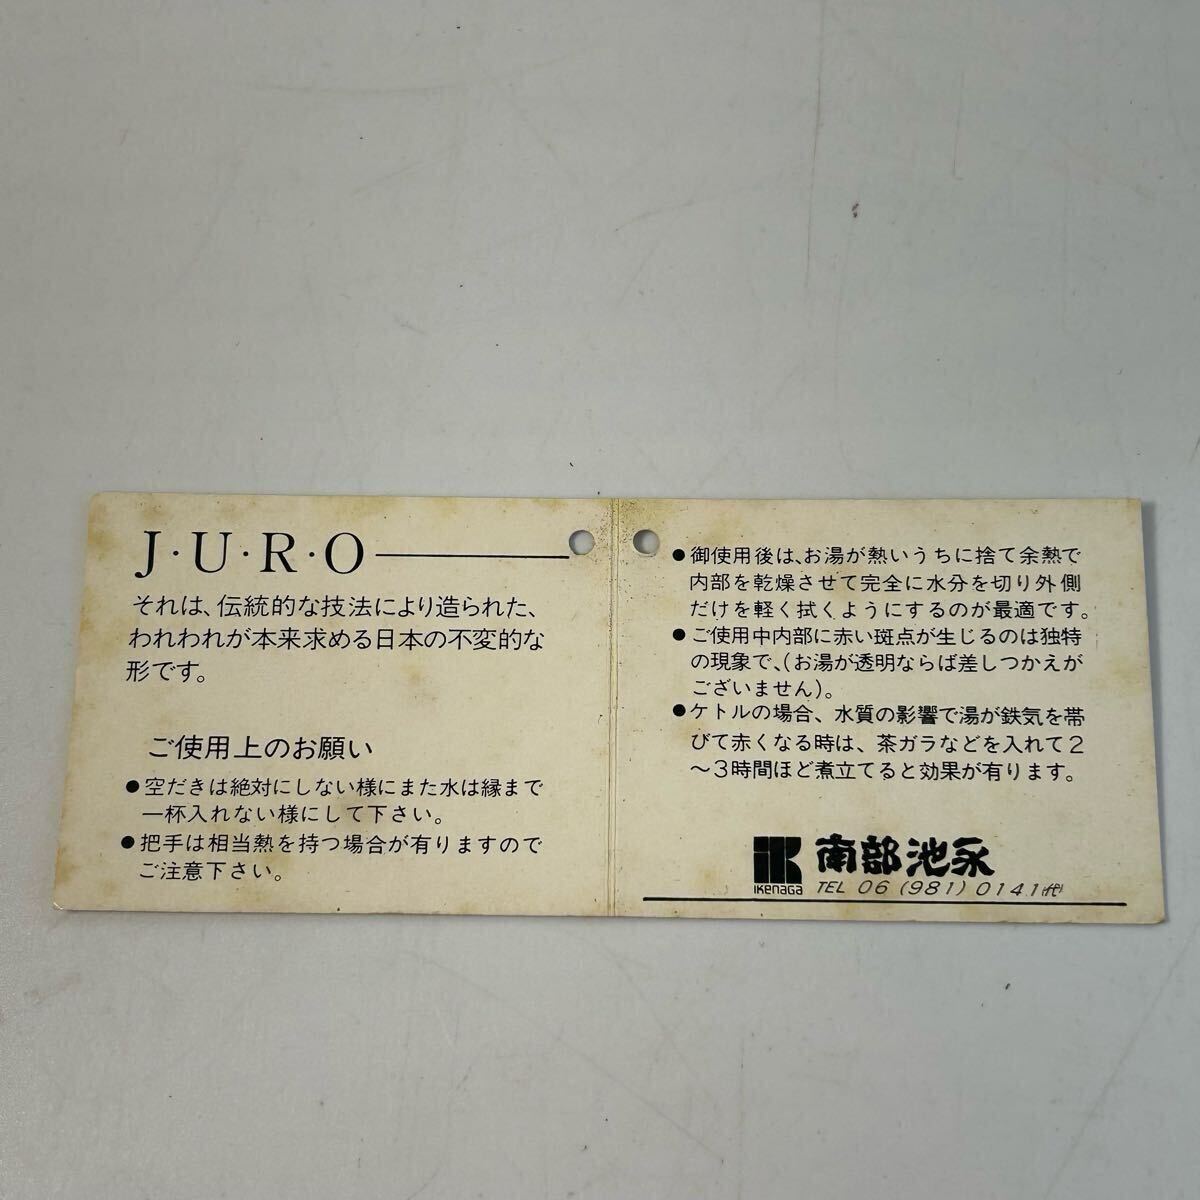 J・U・R・O
それは、伝統的な技法により造られた、
われわれが本来求める日本の不変的な
形です。
ご使用上のお願い
●空だきは絶対にしない様にまた水は縁まで
一杯入れない様にして下さい。
●把手は相当熱を持つ場合が有りますので
ご注意下さい。
●御使用後は、お湯が熱いうちに捨て余熱で
内部を乾燥させて完全に水分を切り外側
だけを軽く拭くようにするのが最適です。
●ご使用中内部に赤い斑点が生じるのは独特
の現象で、(お湯が透明ならば差しつかえが
ございません)。
●ケトルの場合、水質の影響で湯が鉄気を帯
びて赤くなる時は、茶ガラなどを入れて2
～3時間ほど煮立てると効果が有ります。
IKENAGA
南部池永
TEL 06 (981) 0141(代)